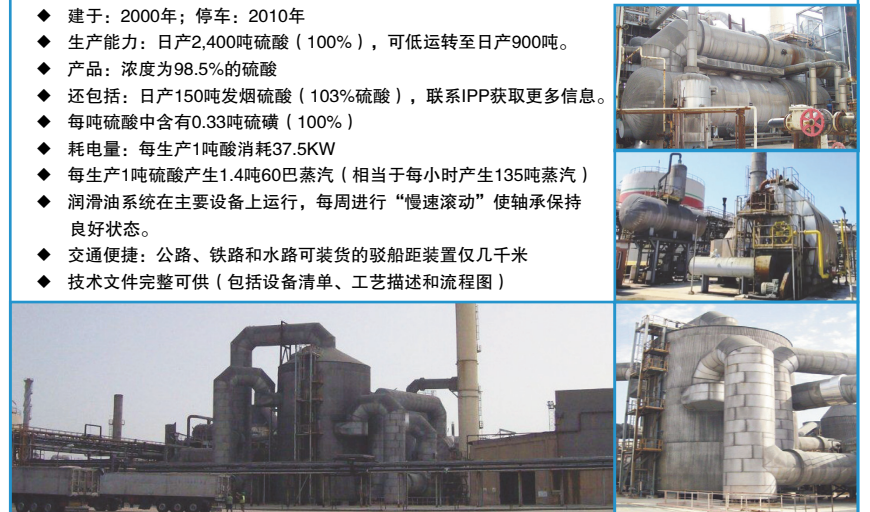 ◆ 建于：2000年；停车：2010年
◆ 生产能力：日产2,400吨硫酸（100%），可低运转至日产900吨。
◆ 产品：浓度为98.5%的硫酸
◆ 还包括：日产150吨发烟硫酸（103%硫酸），联系IPP获取更多信息。
◆ 每吨硫酸中含有0.33吨硫磺（100%）
◆ 耗电量：每生产1吨酸消耗37.5KW
◆ 每生产1吨硫酸产生1.4吨60巴蒸汽（相当于每小时产生135吨蒸汽）
◆ 润滑油系统在主要设备上运行，每周进行“慢速滚动”使轴承保持
良好状态。
◆ 交通便捷：公路、铁路和水路可装货的驳船距装置仅几千米
◆ 技术文件完整可供（包括设备清单、工艺描述和流程图）